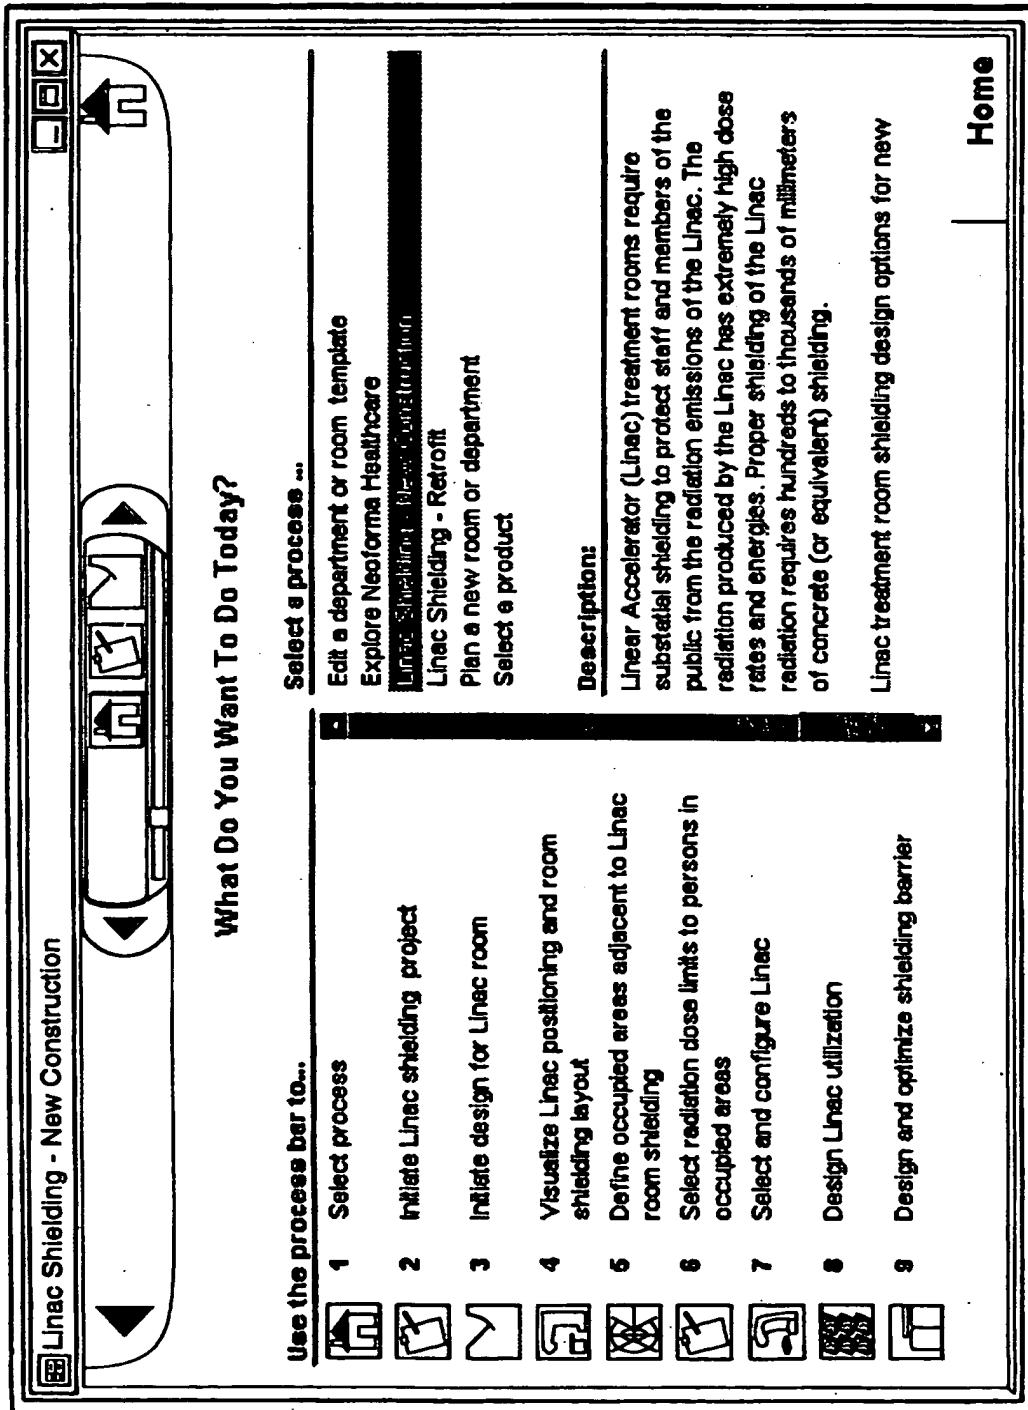 Linac Shielding - New Construction
What Do You Want To Do Today?
Use the process bar to...
1 Select process
2 Initiate Linac shielding project
3 Initiate design for Linac room
4 Visualize Linac positioning and room
shielding layout
5 Define occupied areas adjacent to Linac
room shielding
6 Select radiation dose limits to persons in
occupied areas
7 Select and configure Linac
8 Design Linac utilization
9 Design and optimize shielding barrier
Select a process ...
Edit a department or room template
Explore Neoforma Healthcare
Linac Shielding - New Construction
Linac Shielding - Retrofit
Plan a new room or department
Select a product
Description:
Linear Accelerator (Linac) treatment rooms require
substatial shielding to protect staff and members of the
public from the radiation emissions of the Linac. The
radiation produced by the Linac has extremely high dose
rates and energies. Proper shielding of the Linac
radiation requires hundreds to thousands of millimeters
of concrete (or equivalent) shielding.
Linac treatment room shielding design options for new
Home